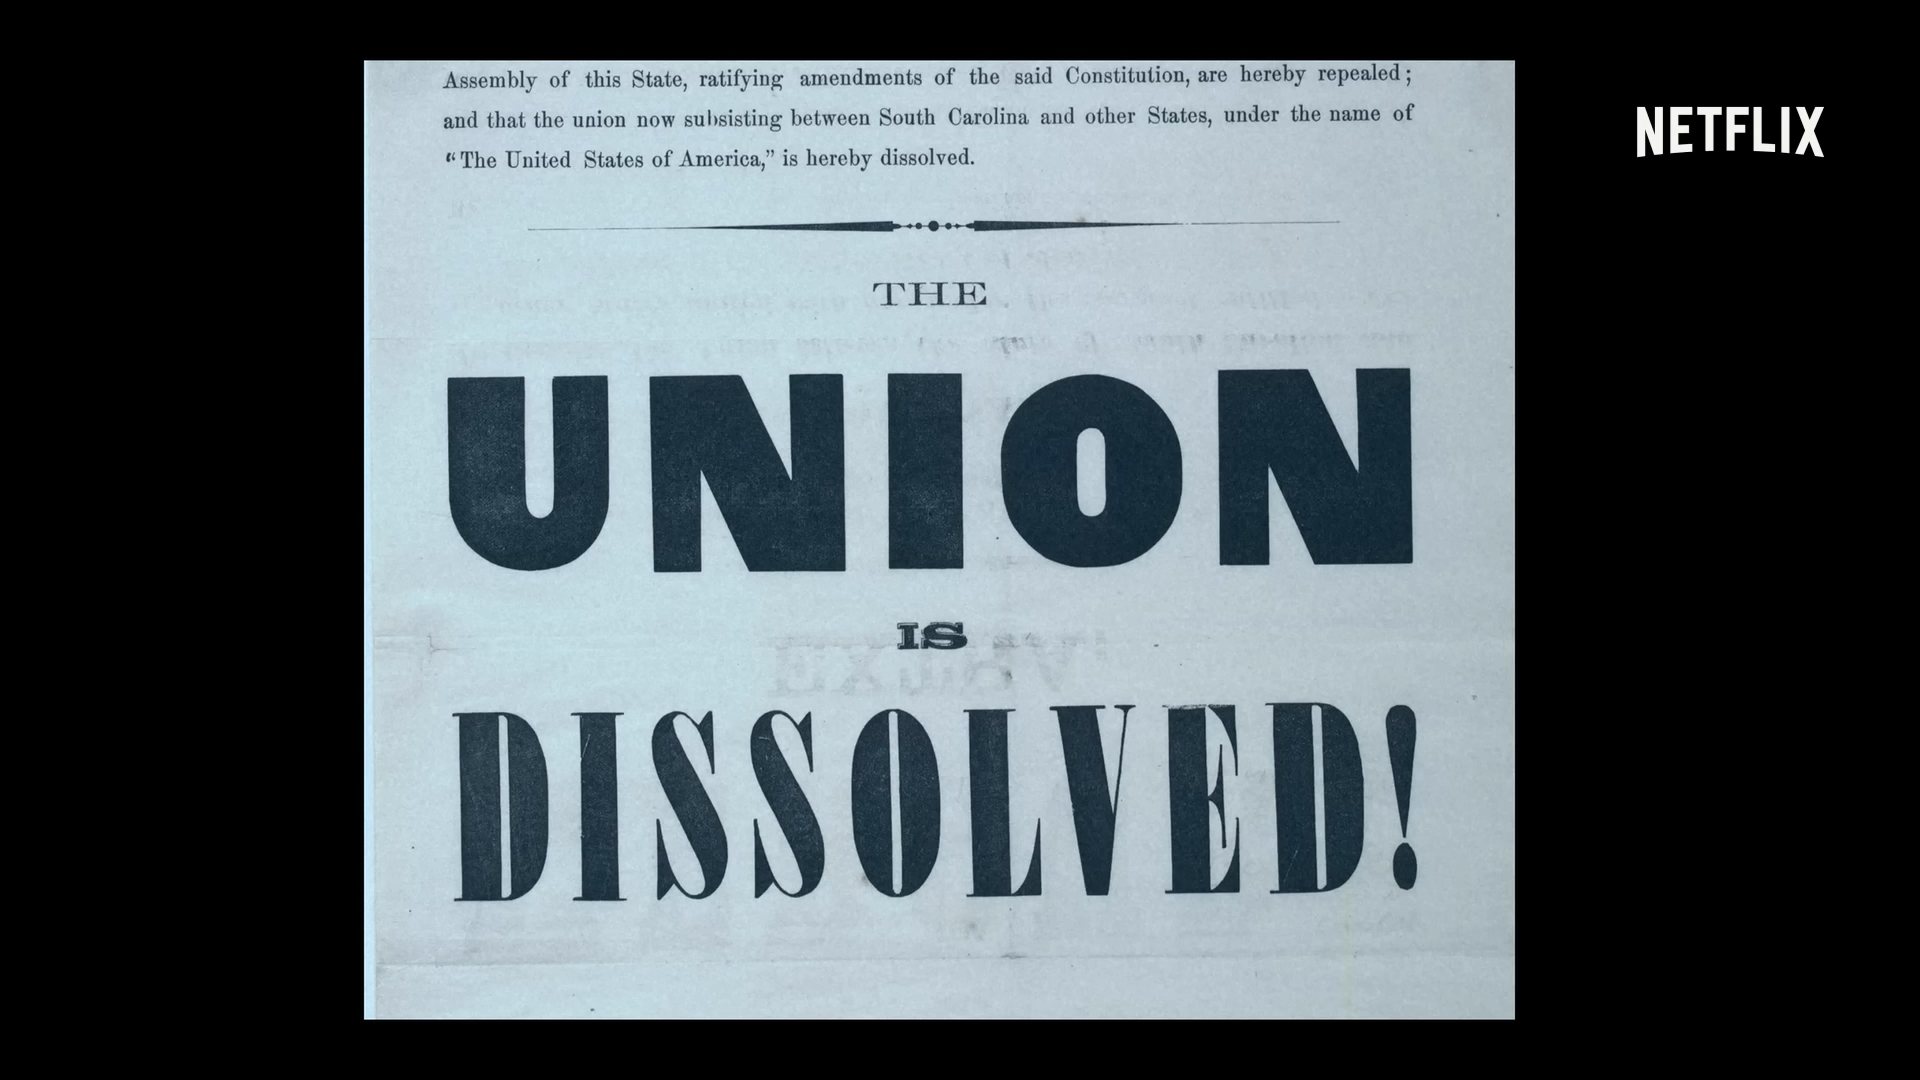 Assembly of this State, ratifying amendments of the said Constitution, are hereby repealed;
and that the union now subsisting between South Carolina and other States, under the name of
“The United States of America,” is hereby dissolved.
NETFLIX
THE
UNION
IS
DISSOLVED!